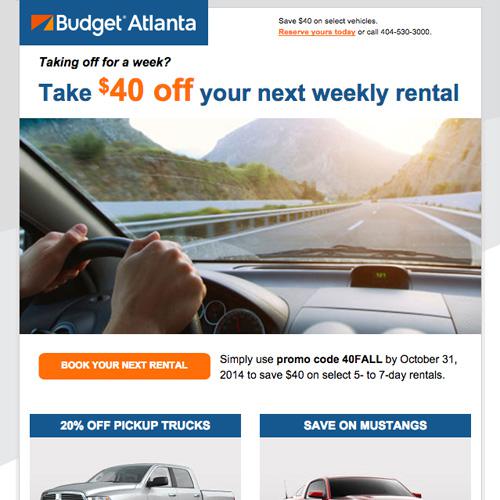 Budget® Atlanta
Save $40 on select vehicles.
Reserve yours today or call 404-530-3000.
Taking off for a week?
Take $40 off your next weekly rental
BOOK YOUR NEXT RENTAL
Simply use promo code 40FALL by October 31,
2014 to save $40 on select 5- to 7-day rentals.
20% OFF PICKUP TRUCKS
SAVE ON MUSTANGS